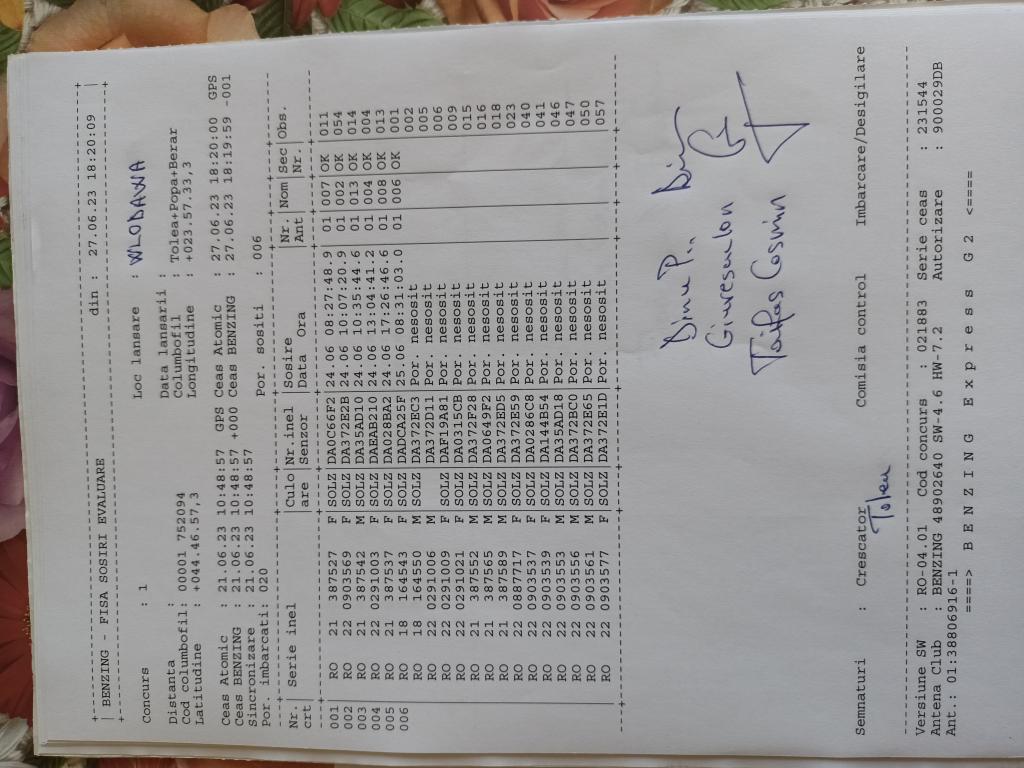 BENZING - FISA SOSIRI EVALUARE din : 27.06.23 18:20:09
Concurs : 1 Loc lansare : WLODAWA
Distanta : Data lansarii :
Cod columbofil: 00001 752094 Columbofil : Tolea+Popa+Berar
Latitudine : +044.46.57,3 Longitudine : +023.57.33,3
Ceas Atomic : 21.06.23 10:48:57 GPS Ceas Atomic : 27.06.23 18:20:00 GPS
Ceas BENZING : 21.06.23 10:48:57 +000 Ceas BENZING : 27.06.23 18:19:59 -001
Sincronizare : 21.06.23 10:48:57
Por. imbarcati: 020 Por. sositi : 006
Nr. | Serie inel | Culo | Nr.inel | Sosire | Nr. | Nom | Sec | Obs.
crt | | are | Senzor | Data Ora | Ant | | Nr. |
001 | RO 21 387527 F | SOLZ | DA0C66F2 | 24.06 08:27:48.9 | 01 | 007 | OK | 011
002 | RO 22 0903569 F | SOLZ | DA372E2B | 24.06 10:07:20.9 | 01 | 002 | OK | 054
003 | RO 21 387542 M | SOLZ | DA35AD10 | 24.06 10:35:44.6 | 01 | 013 | OK | 014
004 | RO 22 0291003 F | SOLZ | DAEAB210 | 24.06 13:04:41.2 | 01 | 004 | OK | 004
005 | RO 21 387537 F | SOLZ | DA028BA2 | 24.06 17:26:46.6 | 01 | 008 | OK | 013
006 | RO 18 164543 F | SOLZ | DADCA25F | 25.06 08:31:03.0 | 01 | 006 | OK | 001
RO 18 164550 M | SOLZ | DA372EC3 | Por. nesosit | 002
RO 22 0291006 M | | DA372D11 | Por. nesosit | 005
RO 22 0291009 F | SOLZ | DAF19A81 | Por. nesosit | 006
RO 22 0291021 F | SOLZ | DA0315CB | Por. nesosit | 009
RO 21 387552 M | SOLZ | DA372F28 | Por. nesosit | 015
RO 21 387565 M | SOLZ | DA0649F2 | Por. nesosit | 016
RO 21 387589 M | SOLZ | DA372ED5 | Por. nesosit | 018
RO 22 0887717 F | SOLZ | DA372E59 | Por. nesosit | 023
RO 22 0903537 F | SOLZ | DA0286C8 | Por. nesosit | 040
RO 22 0903539 F | SOLZ | DA144B54 | Por. nesosit | 041
RO 22 0903553 M | SOLZ | DA35AD18 | Por. nesosit | 046
RO 22 0903556 M | SOLZ | DA372BC0 | Por. nesosit | 047
RO 22 0903561 M | SOLZ | DA372E65 | Por. nesosit | 050
RO 22 0903577 F | SOLZ | DA372E1D | Por. nesosit | 057
Cosmin
Semnaturi : Crescator Comisia control Imbarcare/Desigilare
Tolea
Versiune SW : RO-04.01 Cod concurs : 021883 Serie ceas : 231544
Antena Club : BENZING 48902640 SW-4.6 HW-7.2 Autorizare : 900029DB
Ant.: 01:38806916-1
====> B E N Z I N G E x p r e s s G 2 <====